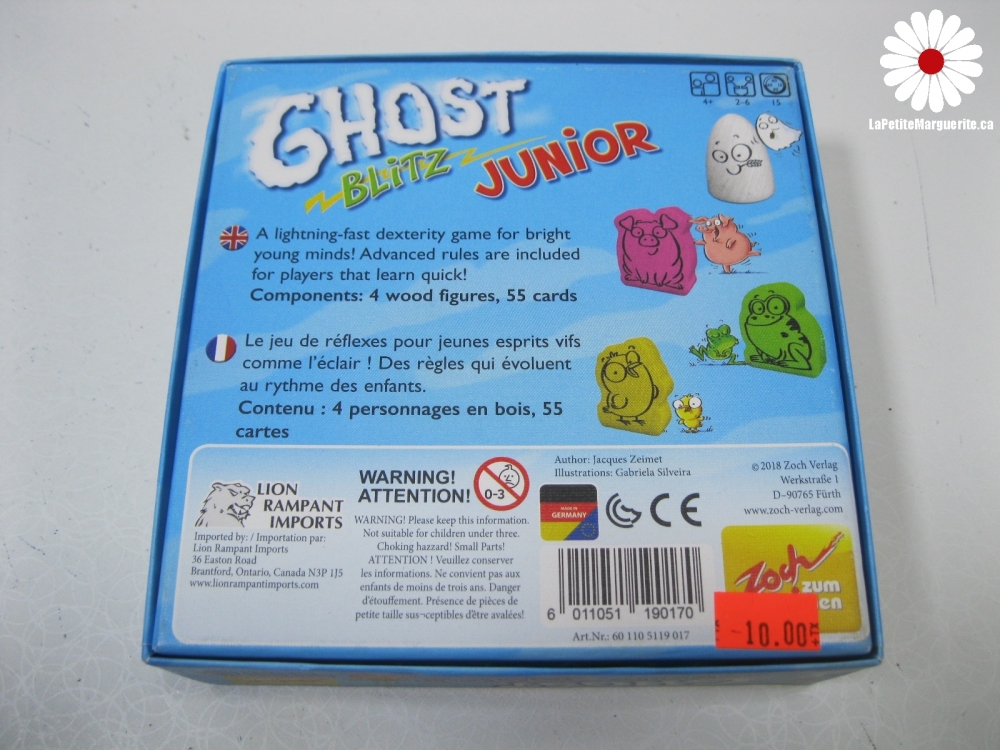 LaPetiteMarguerite.ca
GHOST
BLiTZ JUNiOR
4+ 2-6 15
A lightning-fast dexterity game for bright
young minds! Advanced rules are included
for players that learn quick!
Components: 4 wood figures, 55 cards
Le jeu de réflexes pour jeunes esprits vifs
comme l'éclair ! Des règles qui évoluent
au rythme des enfants.
Contenu : 4 personnages en bois, 55
cartes
LION
RAMPANT
IMPORTS
Imported by: / Importation par:
Lion Rampant Imports
36 Easton Road
Brantford, Ontario, Canada N3P 1J5
www.lionrampantimports.com
WARNING!
ATTENTION!
0-3
WARNING! Please keep this information.
Not suitable for children under three.
Choking hazzard! Small Parts!
ATTENTION ! Veuillez conserver
les informations. Ne convient pas aux
enfants de moins de trois ans. Danger
d'étouffement. Présence de pièces de
petite taille sus¬ceptibles d'être avalées!
Author: Jacques Zeimet
Illustrations: Gabriela Silveira
MADE IN
GERMANY
CE
6 011051 190170
Art.Nr.: 60 110 5119 017
© 2018 Zoch Verlag
Werkstraße 1
D-90765 Fürth
www.zoch-verlag.com
Zoch
zum
en
10.00